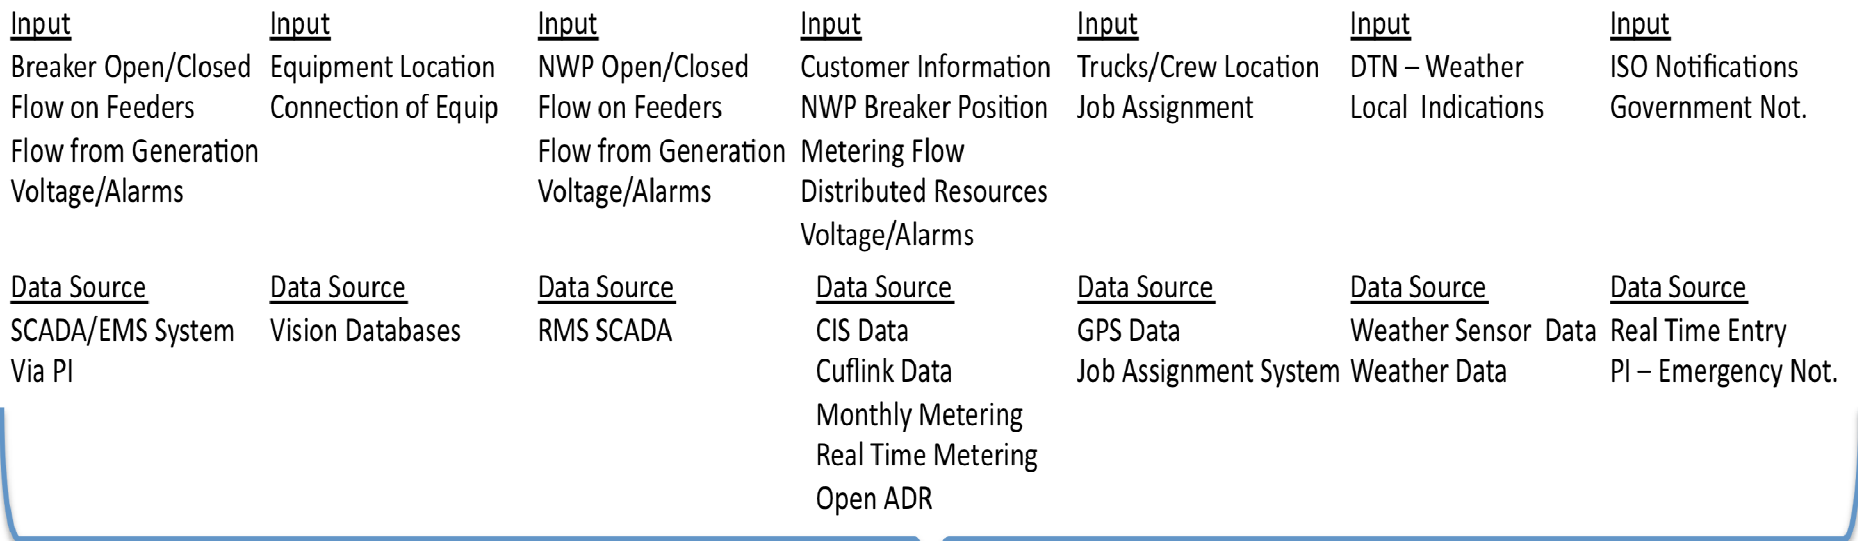 Input
Breaker Open/Closed
Flow on Feeders
Flow from Generation
Voltage/Alarms
Data Source
SCADA/EMS System
Via PI
Input
Equipment Location
Connection of Equip
Data Source
Vision Databases
Input
NWP Open/Closed
Flow on Feeders
Flow from Generation
Voltage/Alarms
Data Source
RMS SCADA
Input
Customer Information
NWP Breaker Position
Metering Flow
Distributed Resources
Voltage/Alarms
Data Source
CIS Data
Cuflink Data
Monthly Metering
Real Time Metering
Open ADR
Input
Trucks/Crew Location
Job Assignment
Data Source
GPS Data
Job Assignment System
Input
DTN – Weather
Local Indications
Data Source
Weather Sensor Data
Weather Data
Input
ISO Notifications
Government Not.
Data Source
Real Time Entry
PI – Emergency Not.